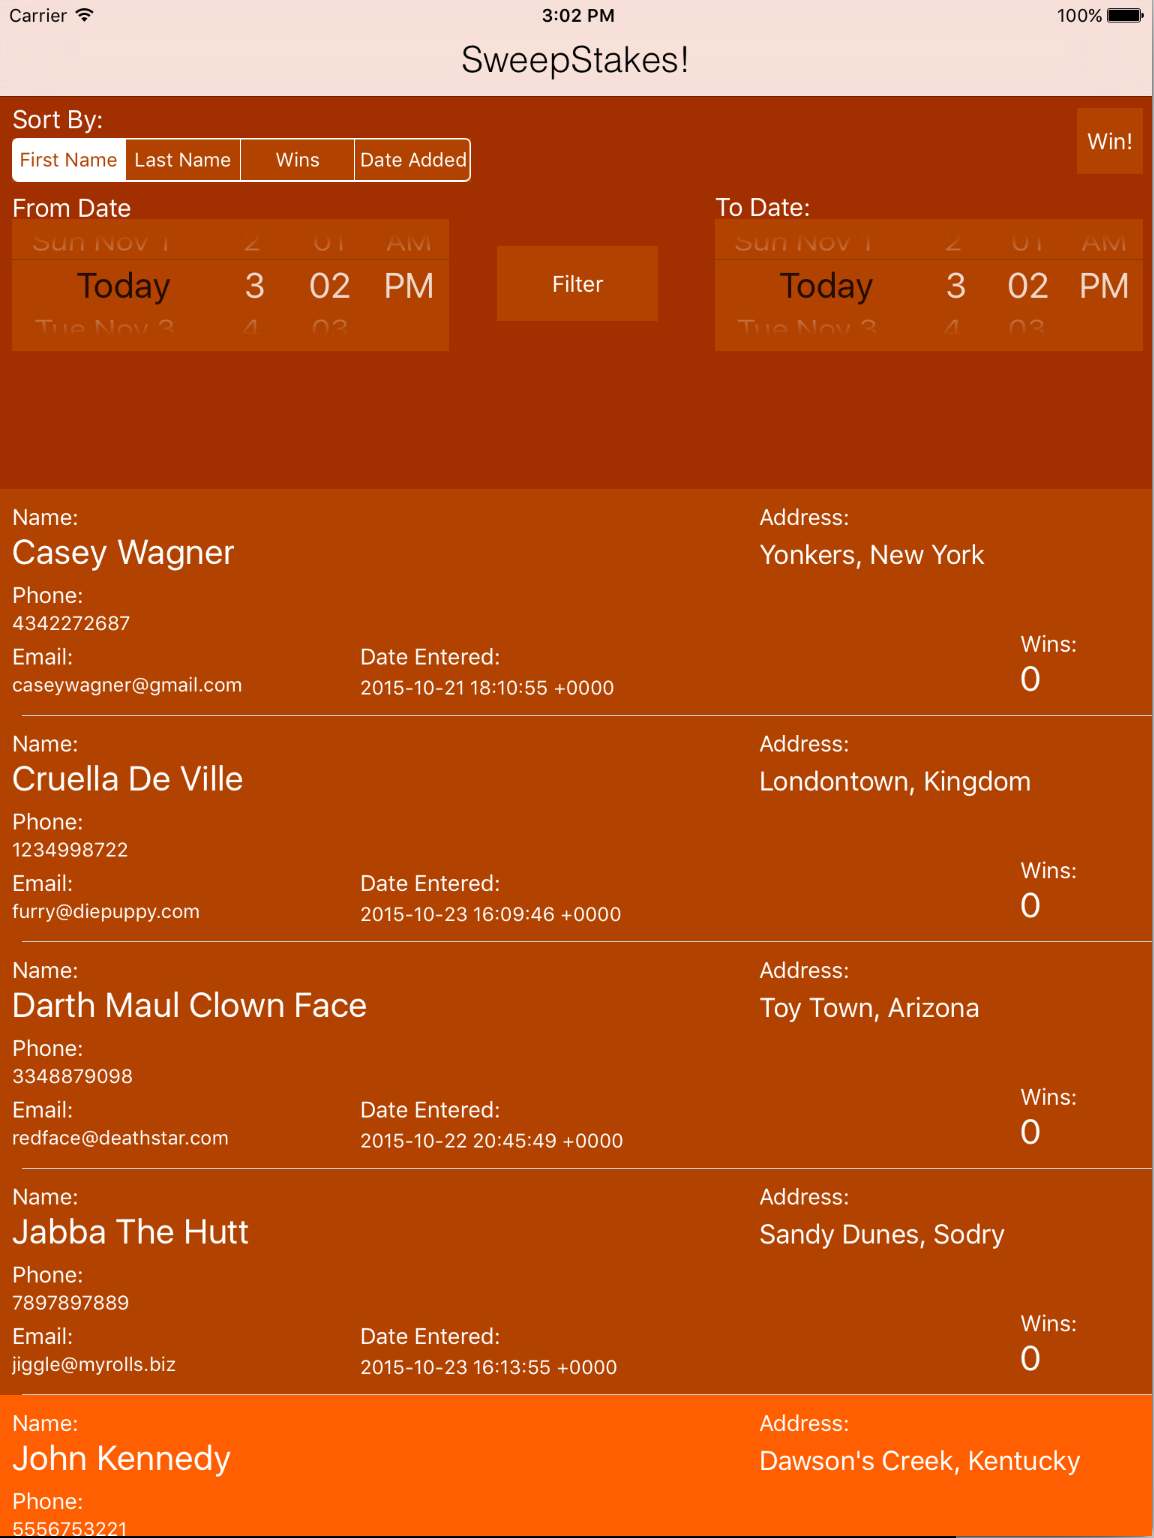 Carrier 3:02 PM 100%
SweepStakes!
Sort By:
Win!
First Name Last Name Wins Date Added
From Date To Date:
Sun Nov 1 2 01 AM Sun Nov 1 2 01 AM
Today 3 02 PM Filter Today 3 02 PM
Tue Nov 3 4 03 Tue Nov 3 4 03
Name: Address:
Casey Wagner Yonkers, New York
Phone:
4342272687
Wins:
Email: Date Entered:
0
caseywagner@gmail.com 2015-10-21 18:10:55 +0000
Name: Address:
Cruella De Ville Londontown, Kingdom
Phone:
1234998722
Wins:
Email: Date Entered:
0
furry@diepuppy.com 2015-10-23 16:09:46 +0000
Name: Address:
Darth Maul Clown Face Toy Town, Arizona
Phone:
3348879098
Wins:
Email: Date Entered:
0
redface@deathstar.com 2015-10-22 20:45:49 +0000
Name: Address:
Jabba The Hutt Sandy Dunes, Sodry
Phone:
7897897889
Wins:
Email: Date Entered:
0
jiggle@myrolls.biz 2015-10-23 16:13:55 +0000
Name: Address:
John Kennedy Dawson's Creek, Kentucky
Phone:
5556753221